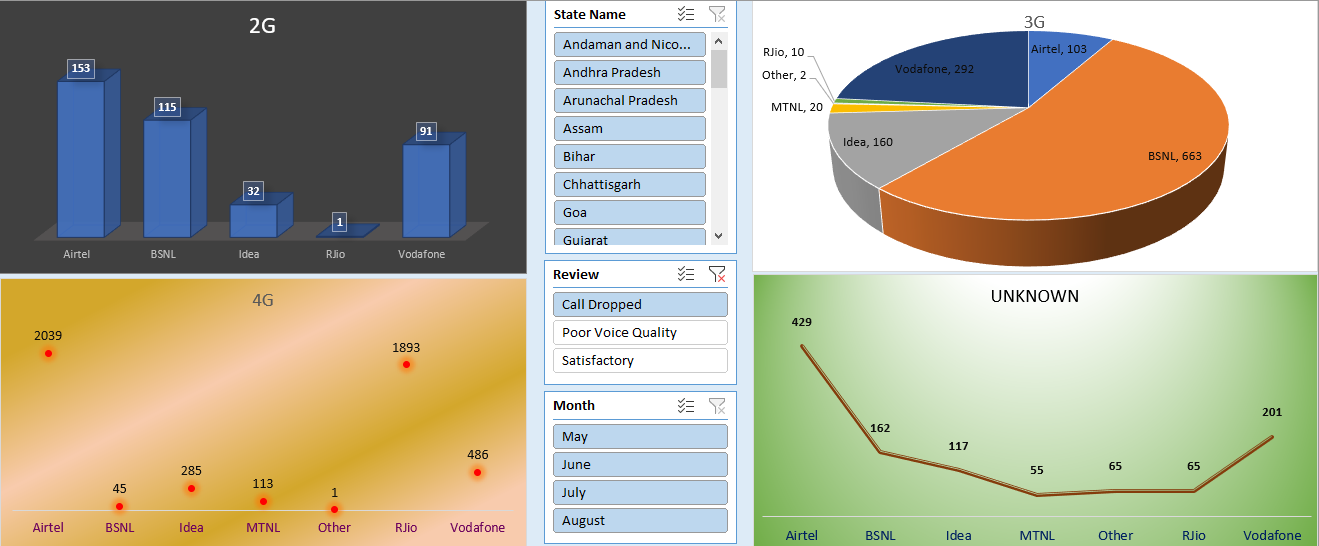 2G
153
115
32
1
91
Airtel
BSNL
Idea
RJio
Vodafone
State Name
Andaman and Nico...
Andhra Pradesh
Arunachal Pradesh
Assam
Bihar
Chhattisgarh
Goa
Gujarat
3G
RJio, 10
Other, 2
MTNL, 20
Vodafone, 292
Airtel, 103
Idea, 160
BSNL, 663
4G
2039
45
285
113
1
1893
486
Airtel
BSNL
Idea
MTNL
Other
RJio
Vodafone
Review
Call Dropped
Poor Voice Quality
Satisfactory
Month
May
June
July
August
UNKNOWN
429
162
117
55
65
65
201
Airtel
BSNL
Idea
MTNL
Other
RJio
Vodafone